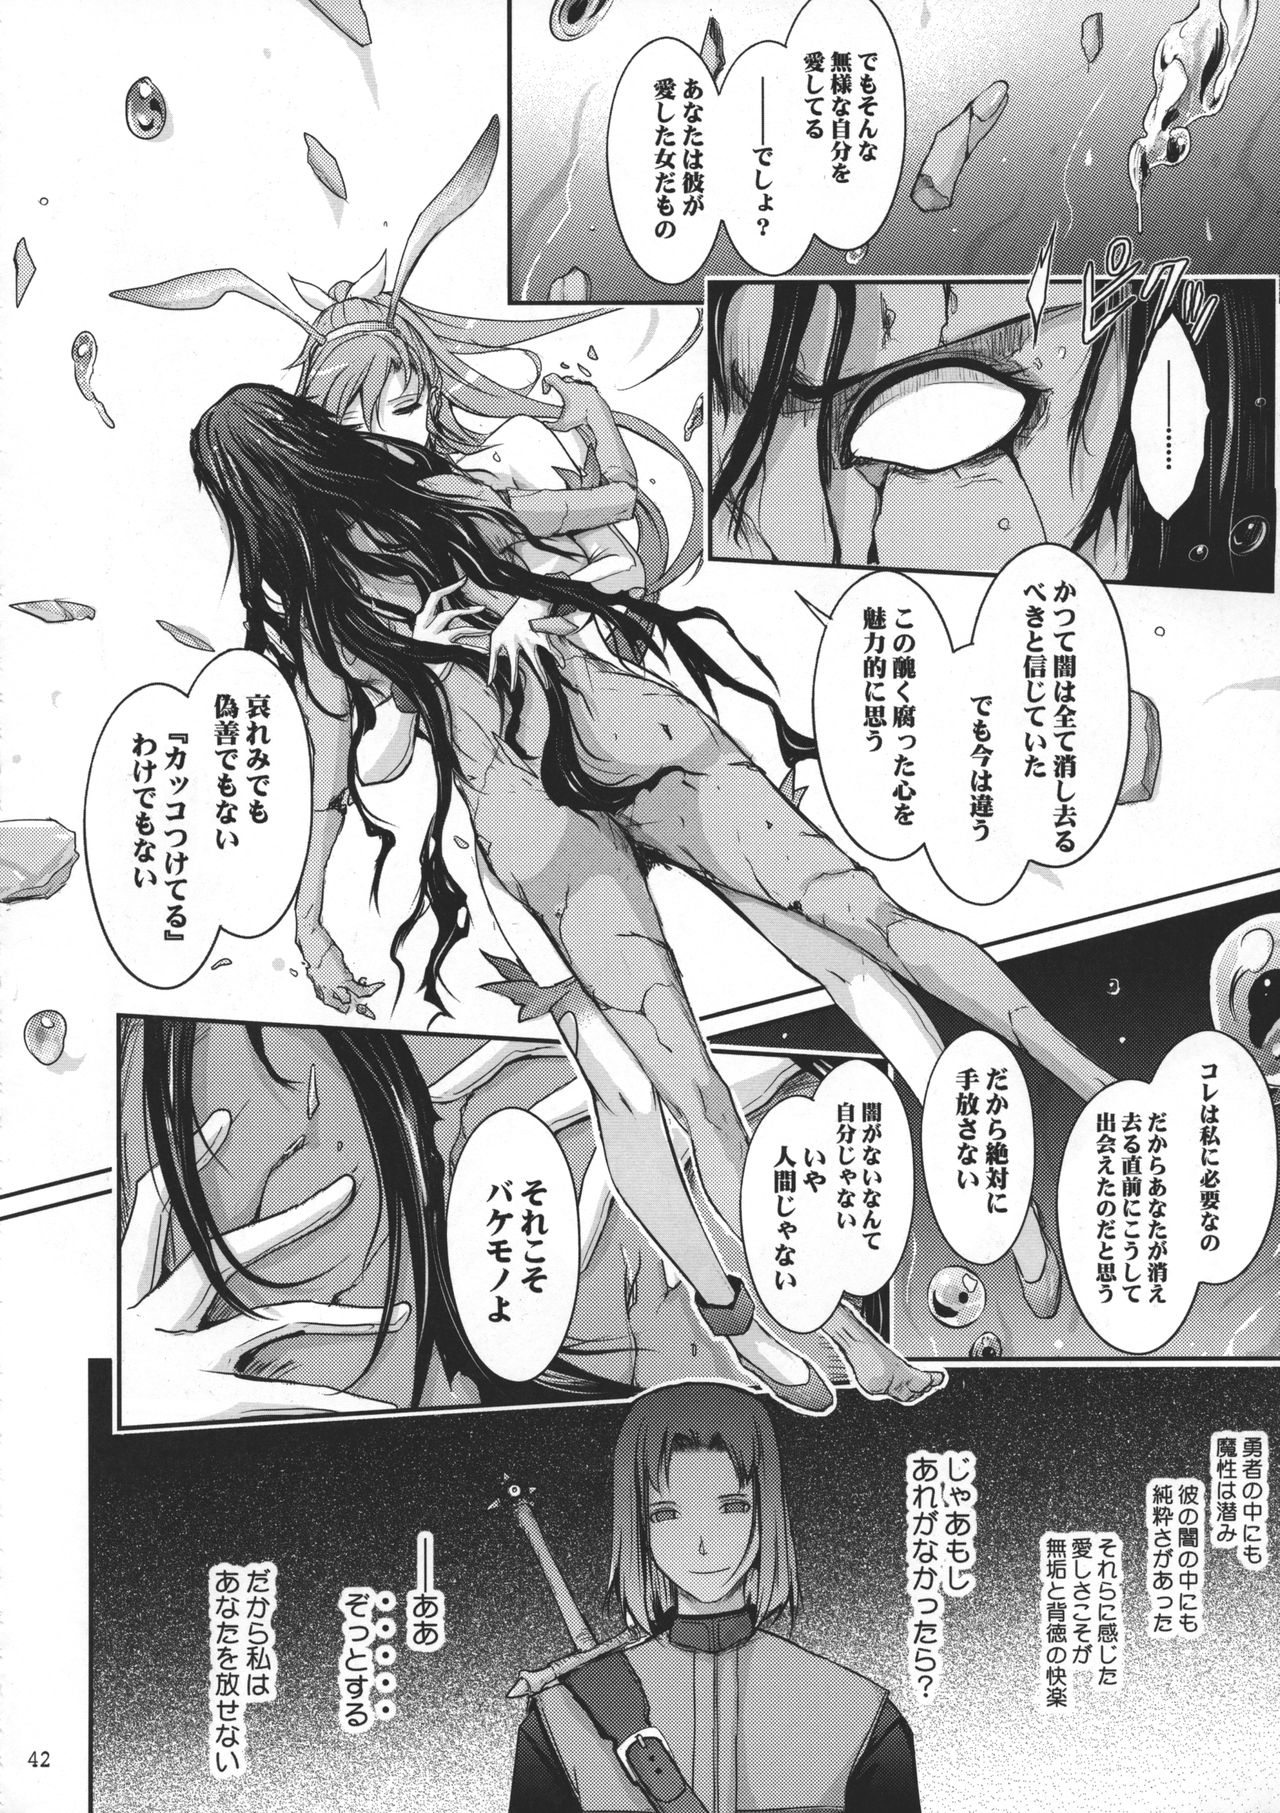 でもそんな
無様な自分を
愛してる
――でしょ?
あなたは彼が
愛した女だもの
ピクッ
――………
かつて闇は全て消し去る
べきと信じていた
でも今は違う
この醜く腐った心を
魅力的に思う
哀れみでも
偽善でもない
『カッコつけてる』
わけでもない
コレは私に必要なの
だからあなたが消え
去る直前にこうして
出会えたのだと思う
だから絶対に
手放さない
闇がないなんて
自分じゃない
いや
人間じゃない
それこそ
バケモノよ
勇者の中にも
魔性は潜み
彼の闇の中にも
純粋さがあった
それらに感じた
愛しさこそが
無垢と背徳の快楽
じゃあもし
あれがなかったら?
――ああ
ぞっとする
だから私は
あなたを放せない
42